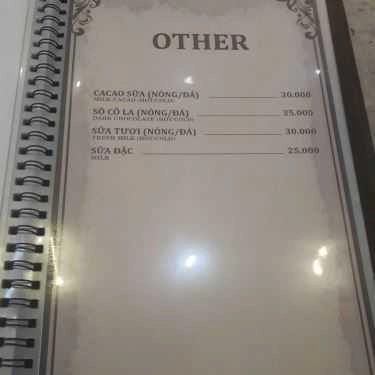 OTHER
CACAO SỮA (NÓNG/ĐÁ) 30.000
MILK CACAO (HOT/COLD)
SÔ CÔ LA (NÓNG/ĐÁ) 35.000
DARK CHOCOLATE (HOT/COLD)
SỮA TƯƠI (NÓNG/ĐÁ) 30.000
FRESH MILK (HOT/COLD)
SỮA ĐẶC 25.000
MILK